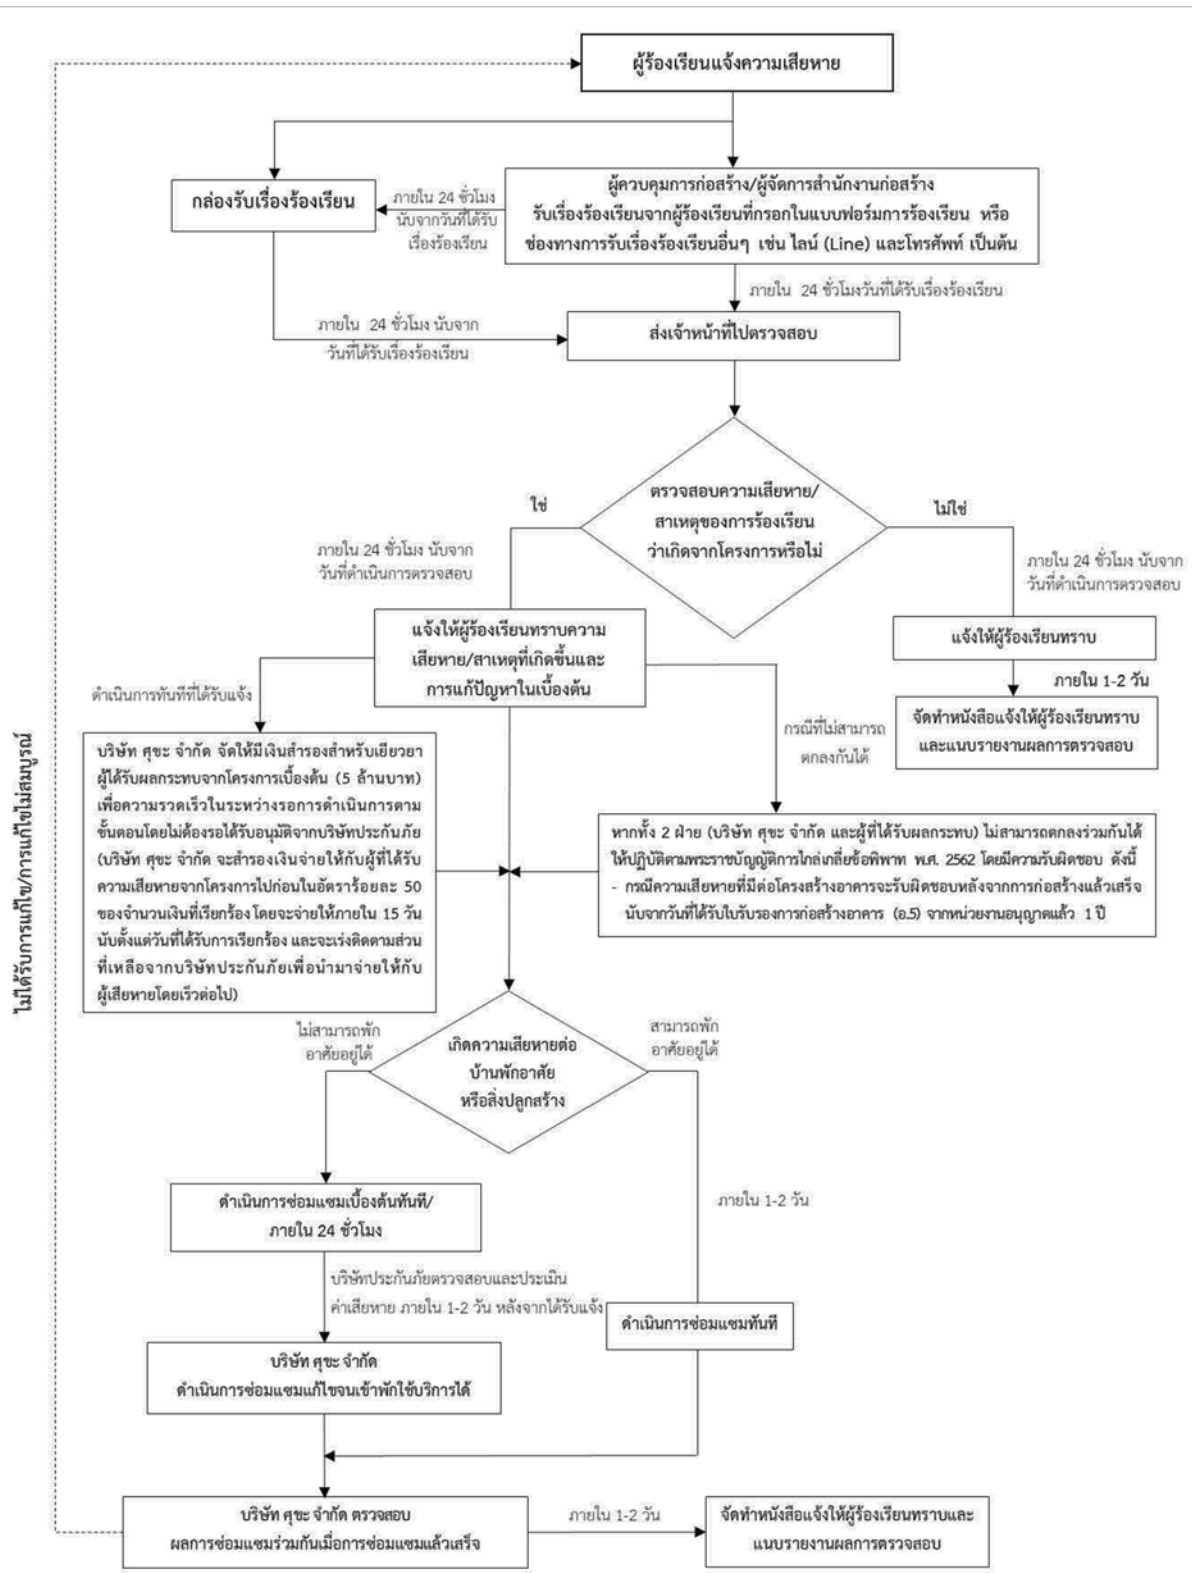 ผู้ร้องเรียนแจ้งความเสียหาย
กล่องรับเรื่องร้องเรียน
ภายใน 24 ชั่วโมง
นับจากวันที่ได้รับ
เรื่องร้องเรียน
ผู้ควบคุมการก่อสร้าง/ผู้จัดการสำนักงานก่อสร้าง
รับเรื่องร้องเรียนจากผู้ร้องเรียนที่กรอกในแบบฟอร์มการร้องเรียน หรือ
ช่องทางการรับเรื่องร้องเรียนอื่นๆ เช่น ไลน์ (Line) และโทรศัพท์ เป็นต้น
ภายใน 24 ชั่วโมงวันที่ได้รับเรื่องร้องเรียน
ภายใน 24 ชั่วโมง นับจาก
วันที่ได้รับเรื่องร้องเรียน
ส่งเจ้าหน้าที่ไปตรวจสอบ
ตรวจสอบความเสียหาย/
สาเหตุของการร้องเรียน
ว่าเกิดจากโครงการหรือไม่
ใช่
ไม่ใช่
ภายใน 24 ชั่วโมง นับจาก
วันที่ดำเนินการตรวจสอบ
ภายใน 24 ชั่วโมง นับจาก
วันที่ดำเนินการตรวจสอบ
แจ้งให้ผู้ร้องเรียนทราบความ
เสียหาย/สาเหตุที่เกิดขึ้นและ
การแก้ปัญหาในเบื้องต้น
แจ้งให้ผู้ร้องเรียนทราบ
ภายใน 1-2 วัน
จัดทำหนังสือแจ้งให้ผู้ร้องเรียนทราบ
และแนบรายงานผลการตรวจสอบ
ดำเนินการทันทีที่ได้รับแจ้ง
กรณีที่ไม่สามารถ
ตกลงกันได้
บริษัท ศุขะ จำกัด จัดให้มีเงินสำรองสำหรับเยียวยา
ผู้ได้รับผลกระทบจากโครงการเบื้องต้น (5 ล้านบาท)
เพื่อความรวดเร็วในระหว่างรอการดำเนินการตาม
ขั้นตอนโดยไม่ต้องรอได้รับอนุมัติจากบริษัทประกันภัย
(บริษัท ศุขะ จำกัด จะสำรองเงินจ่ายให้กับผู้ที่ได้รับ
ความเสียหายจากโครงการไปก่อนในอัตราร้อยละ 50
ของจำนวนเงินที่เรียกร้อง โดยจะจ่ายให้ภายใน 15 วัน
นับตั้งแต่วันที่ได้รับการเรียกร้อง และจะเร่งติดตามส่วน
ที่เหลือจากบริษัทประกันภัยเพื่อนำมาจ่ายให้กับ
ผู้เสียหายโดยเร็วต่อไป)
หากทั้ง 2 ฝ่าย (บริษัท ศุขะ จำกัด และผู้ที่ได้รับผลกระทบ) ไม่สามารถตกลงร่วมกันได้
ให้ปฏิบัติตามพระราชบัญญัติการไกล่เกลี่ยข้อพิพาท พ.ศ. 2562 โดยมีความรับผิดชอบ ดังนี้
- กรณีความเสียหายที่มีต่อโครงสร้างอาคารจะรับผิดชอบหลังจากการก่อสร้างแล้วเสร็จ
นับจากวันที่ได้รับใบรับรองการก่อสร้างอาคาร (อ.5) จากหน่วยงานอนุญาตแล้ว 1 ปี
ไม่ได้รับการแก้ไข/การแก้ไขไม่สมบูรณ์
ไม่สามารถพัก
อาศัยอยู่ได้
สามารถพัก
อาศัยอยู่ได้
เกิดความเสียหายต่อ
บ้านพักอาศัย
หรือสิ่งปลูกสร้าง
ดำเนินการซ่อมแซมเบื้องต้นทันที/
ภายใน 24 ชั่วโมง
ภายใน 1-2 วัน
บริษัทประกันภัยตรวจสอบและประเมิน
ค่าเสียหาย ภายใน 1-2 วัน หลังจากได้รับแจ้ง
ดำเนินการซ่อมแซมทันที
บริษัท ศุขะ จำกัด
ดำเนินการซ่อมแซมแก้ไขจนเข้าพักใช้บริการได้
บริษัท ศุขะ จำกัด ตรวจสอบ
ผลการซ่อมแซมร่วมกันเมื่อการซ่อมแซมแล้วเสร็จ
ภายใน 1-2 วัน
จัดทำหนังสือแจ้งให้ผู้ร้องเรียนทราบและ
แนบรายงานผลการตรวจสอบ